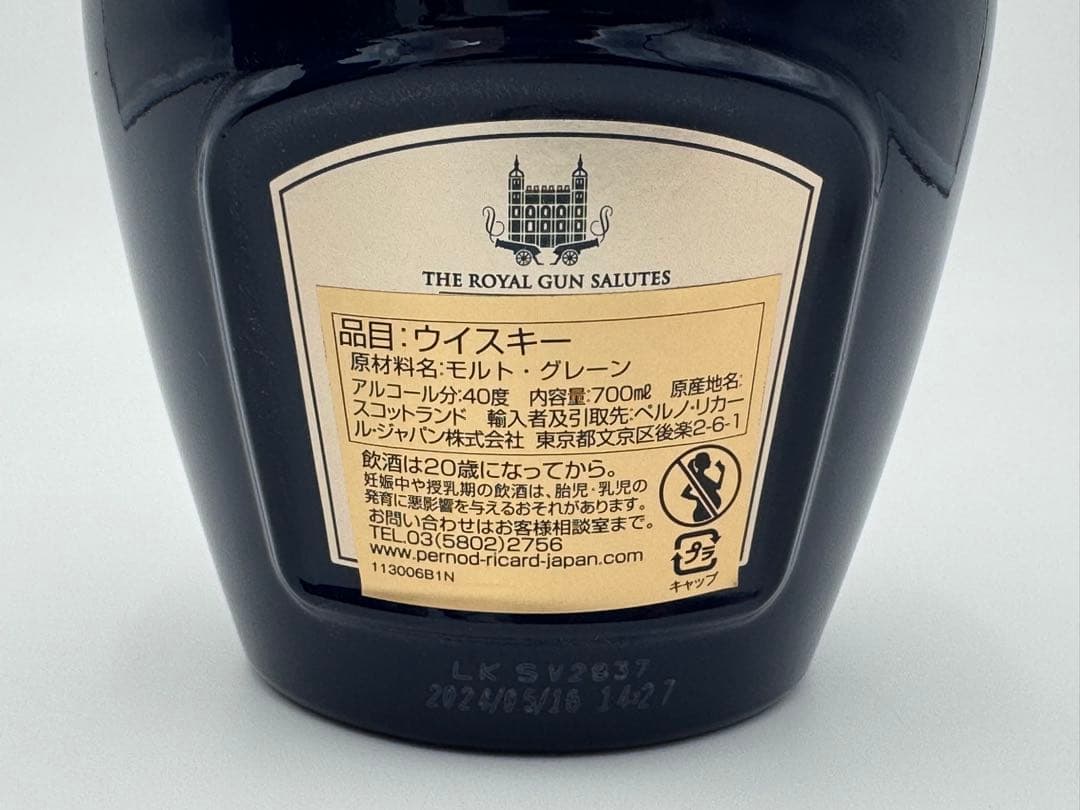 THE ROYAL GUN SALUTES
品目:ウイスキー
原材料名:モルト・グレーン
アルコール分:40度 内容量:700㎖ 原産地名:
スコットランド 輸入者及引取先:ペルノ・リカー
ル・ジャパン株式会社 東京都文京区後楽2-6-1
飲酒は20歳になってから。
妊娠中や授乳期の飲酒は、胎児・乳児の
発育に悪影響を与えるおそれがあります。
お問い合わせはお客様相談室まで。
TEL.03(5802)2756
www.pernod-ricard-japan.com
113006B1N
プラ
キャップ
LK SV2837
2024/05/16 14:27